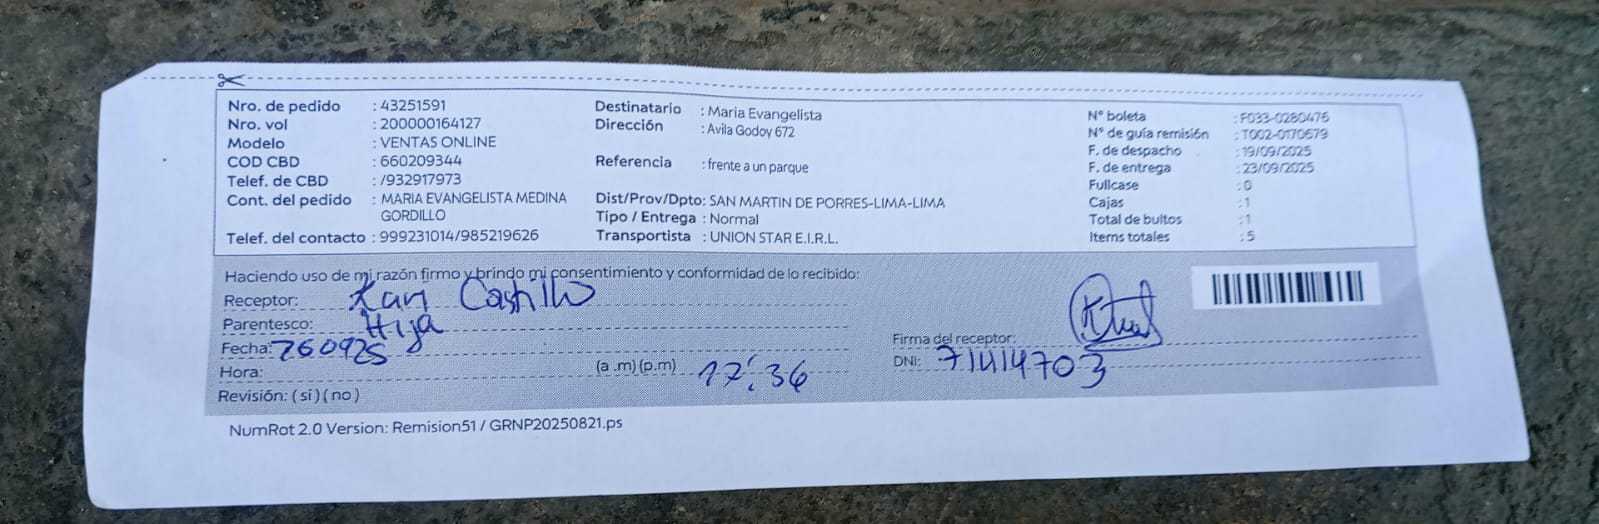 Nro. de pedido : 43251591
Nro. vol : 200000164127
Modelo : VENTAS ONLINE
COD CBD : 660209344
Telef. de CBD : /932917973
Cont. del pedido : MARIA EVANGELISTA MEDINA
GORDILLO
Telef. del contacto : 999231014/985219626
Destinatario : Maria Evangelista
Dirección : Avila Godoy 672
Referencia : frente a un parque
Dist/Prov/Dpto: SAN MARTIN DE PORRES-LIMA-LIMA
Tipo / Entrega : Normal
Transportista : UNION STAR E.I.R.L.
N° boleta : F033-0280476
N° de guía remisión : T002-0170679
F. de despacho : 19/09/2025
F. de entrega : 23/09/2025
Fullcase : 0
Cajas : 1
Total de bultos : 1
Items totales : 5
Haciendo uso de mi razón firmo y brindo mi consentimiento y conformidad de lo recibido:
Receptor: Kari Castillo
Parentesco: Hija
Fecha: 260925
Hora: (a .m) (p.m) 17:36
Revisión: ( si ) ( no )
Firma del receptor:
DNI: 71414703
NumRot 2.0 Version: Remision51 / GRNP20250821.ps